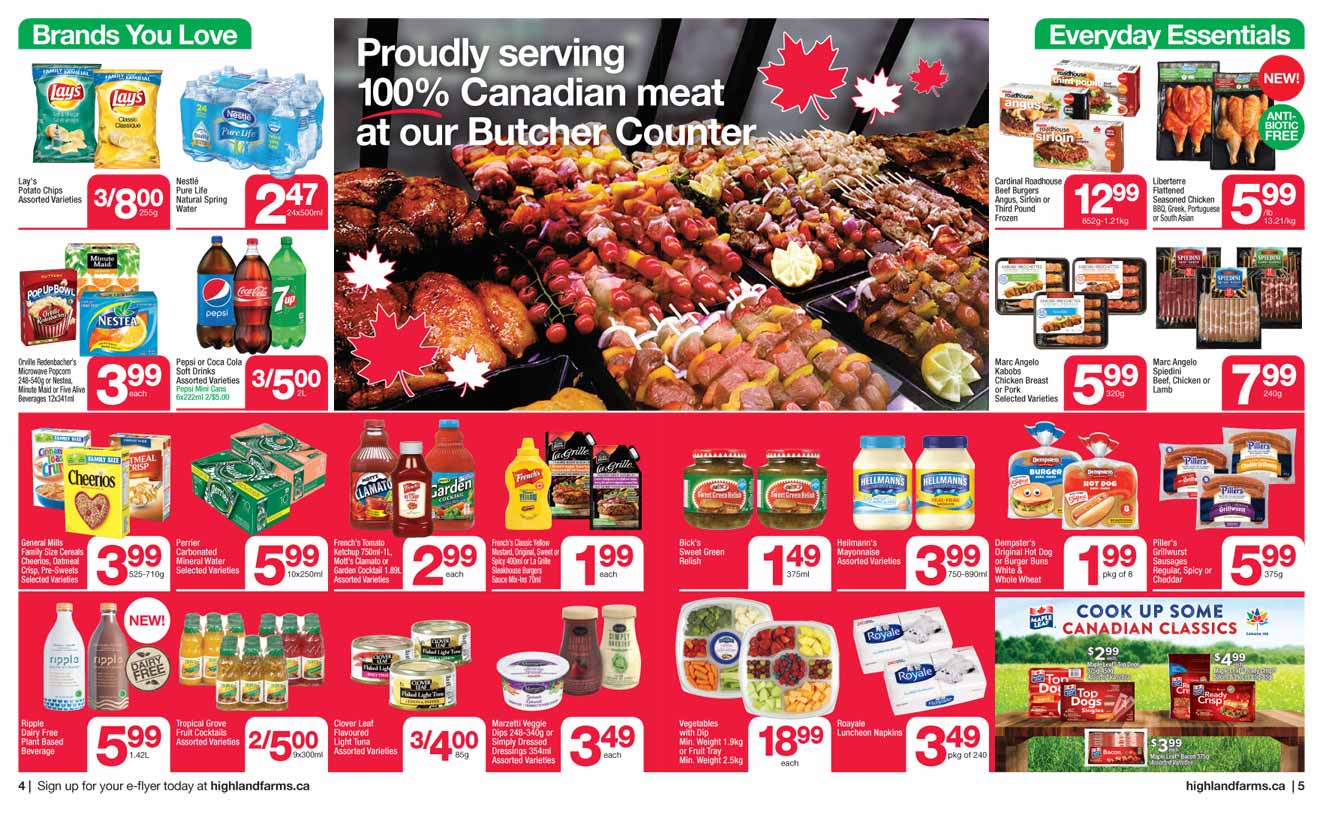 Brands You Love
Proudly serving
100% Canadian meat
at our Butcher Counter
Everyday Essentials
Lay's
Potato Chips
Assorted Varieties
3/8.00
255g
Nestlé
Pure Life
Natural Spring
Water
2.47
24x500ml
Orville Redenbacher's
Microwave Popcorn
248-540g or Nestea,
Minute Maid or Five Alive
Beverages 12x341ml
3.99
each
Pepsi or Coca Cola
Soft Drinks
Assorted Varieties
Pepsi Mini Cans
6x222ml 2/$5.00
3/5.00
2L
Cardinal Roadhouse
Beef Burgers
Angus, Sirloin or
Third Pound
Frozen
12.99
652g-1.21kg
NEW!
ANTI-
BIOTIC
FREE
Liberterre
Flattened
Seasoned Chicken
BBQ, Greek, Portuguese
or South Asian
5.99
/lb
13.21/kg
Marc Angelo
Kabobs
Chicken Breast
or Pork
Selected Varieties
5.99
320g
Marc Angelo
Spiedini
Beef, Chicken or
Lamb
7.99
240g
General Mills
Family Size Cereals
Cheerios, Oatmeal
Crisp, Pre-Sweets
Selected Varieties
3.99
525-710g
Perrier
Carbonated
Mineral Water
Selected Varieties
5.99
10x250ml
French's Tomato
Ketchup 750ml-1L,
Mott's Clamato or
Garden Cocktail 1.89L
Assorted Varieties
2.99
each
French's Classic Yellow
Mustard, Original, Sweet or
Spicy 400ml or La Grille
Steakhouse Burgers
Sauce Mix-Ins 70ml
1.99
each
Bick's
Sweet Green
Relish
1.49
375ml
Hellmann's
Mayonnaise
Assorted Varieties
3.99
750-890ml
Dempster's
Original Hot Dog
or Burger Buns
White &
Whole Wheat
1.99
pkg of 8
Piller's
Grillwurst
Sausages
Regular, Spicy or
Cheddar
5.99
375g
NEW!
DAIRY
FREE
Ripple
Dairy Free
Plant Based
Beverage
5.99
1.42L
Tropical Grove
Fruit Cocktails
Assorted Varieties
2/5.00
9x300ml
Clover Leaf
Flavoured
Light Tuna
Assorted Varieties
3/4.00
85g
Marzetti Veggie
Dips 248-340g or
Simply Dressed
Dressings 354ml
Assorted Varieties
3.49
each
Vegetables
with Dip
Min. Weight 1.9kg
or Fruit Tray
Min. Weight 2.5kg
18.99
each
Roayale
Luncheon Napkins
3.49
pkg of 240
MAPLE
LEAF
COOK UP SOME
CANADIAN CLASSICS
$2.99
$4.99
$3.99
Maple Leaf® Bacon 375g
Assorted Varieties
4 | Sign up for your e-flyer today at highlandfarms.ca
highlandfarms.ca | 5